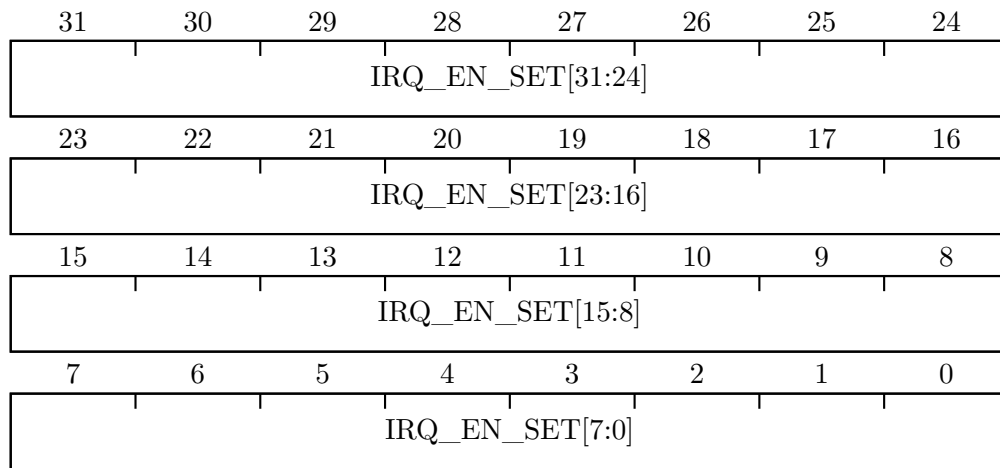 31 30 29 28 27 26 25 24
IRQ_EN_SET[31:24]
23 22 21 20 19 18 17 16
IRQ_EN_SET[23:16]
15 14 13 12 11 10 9 8
IRQ_EN_SET[15:8]
7 6 5 4 3 2 1 0
IRQ_EN_SET[7:0]